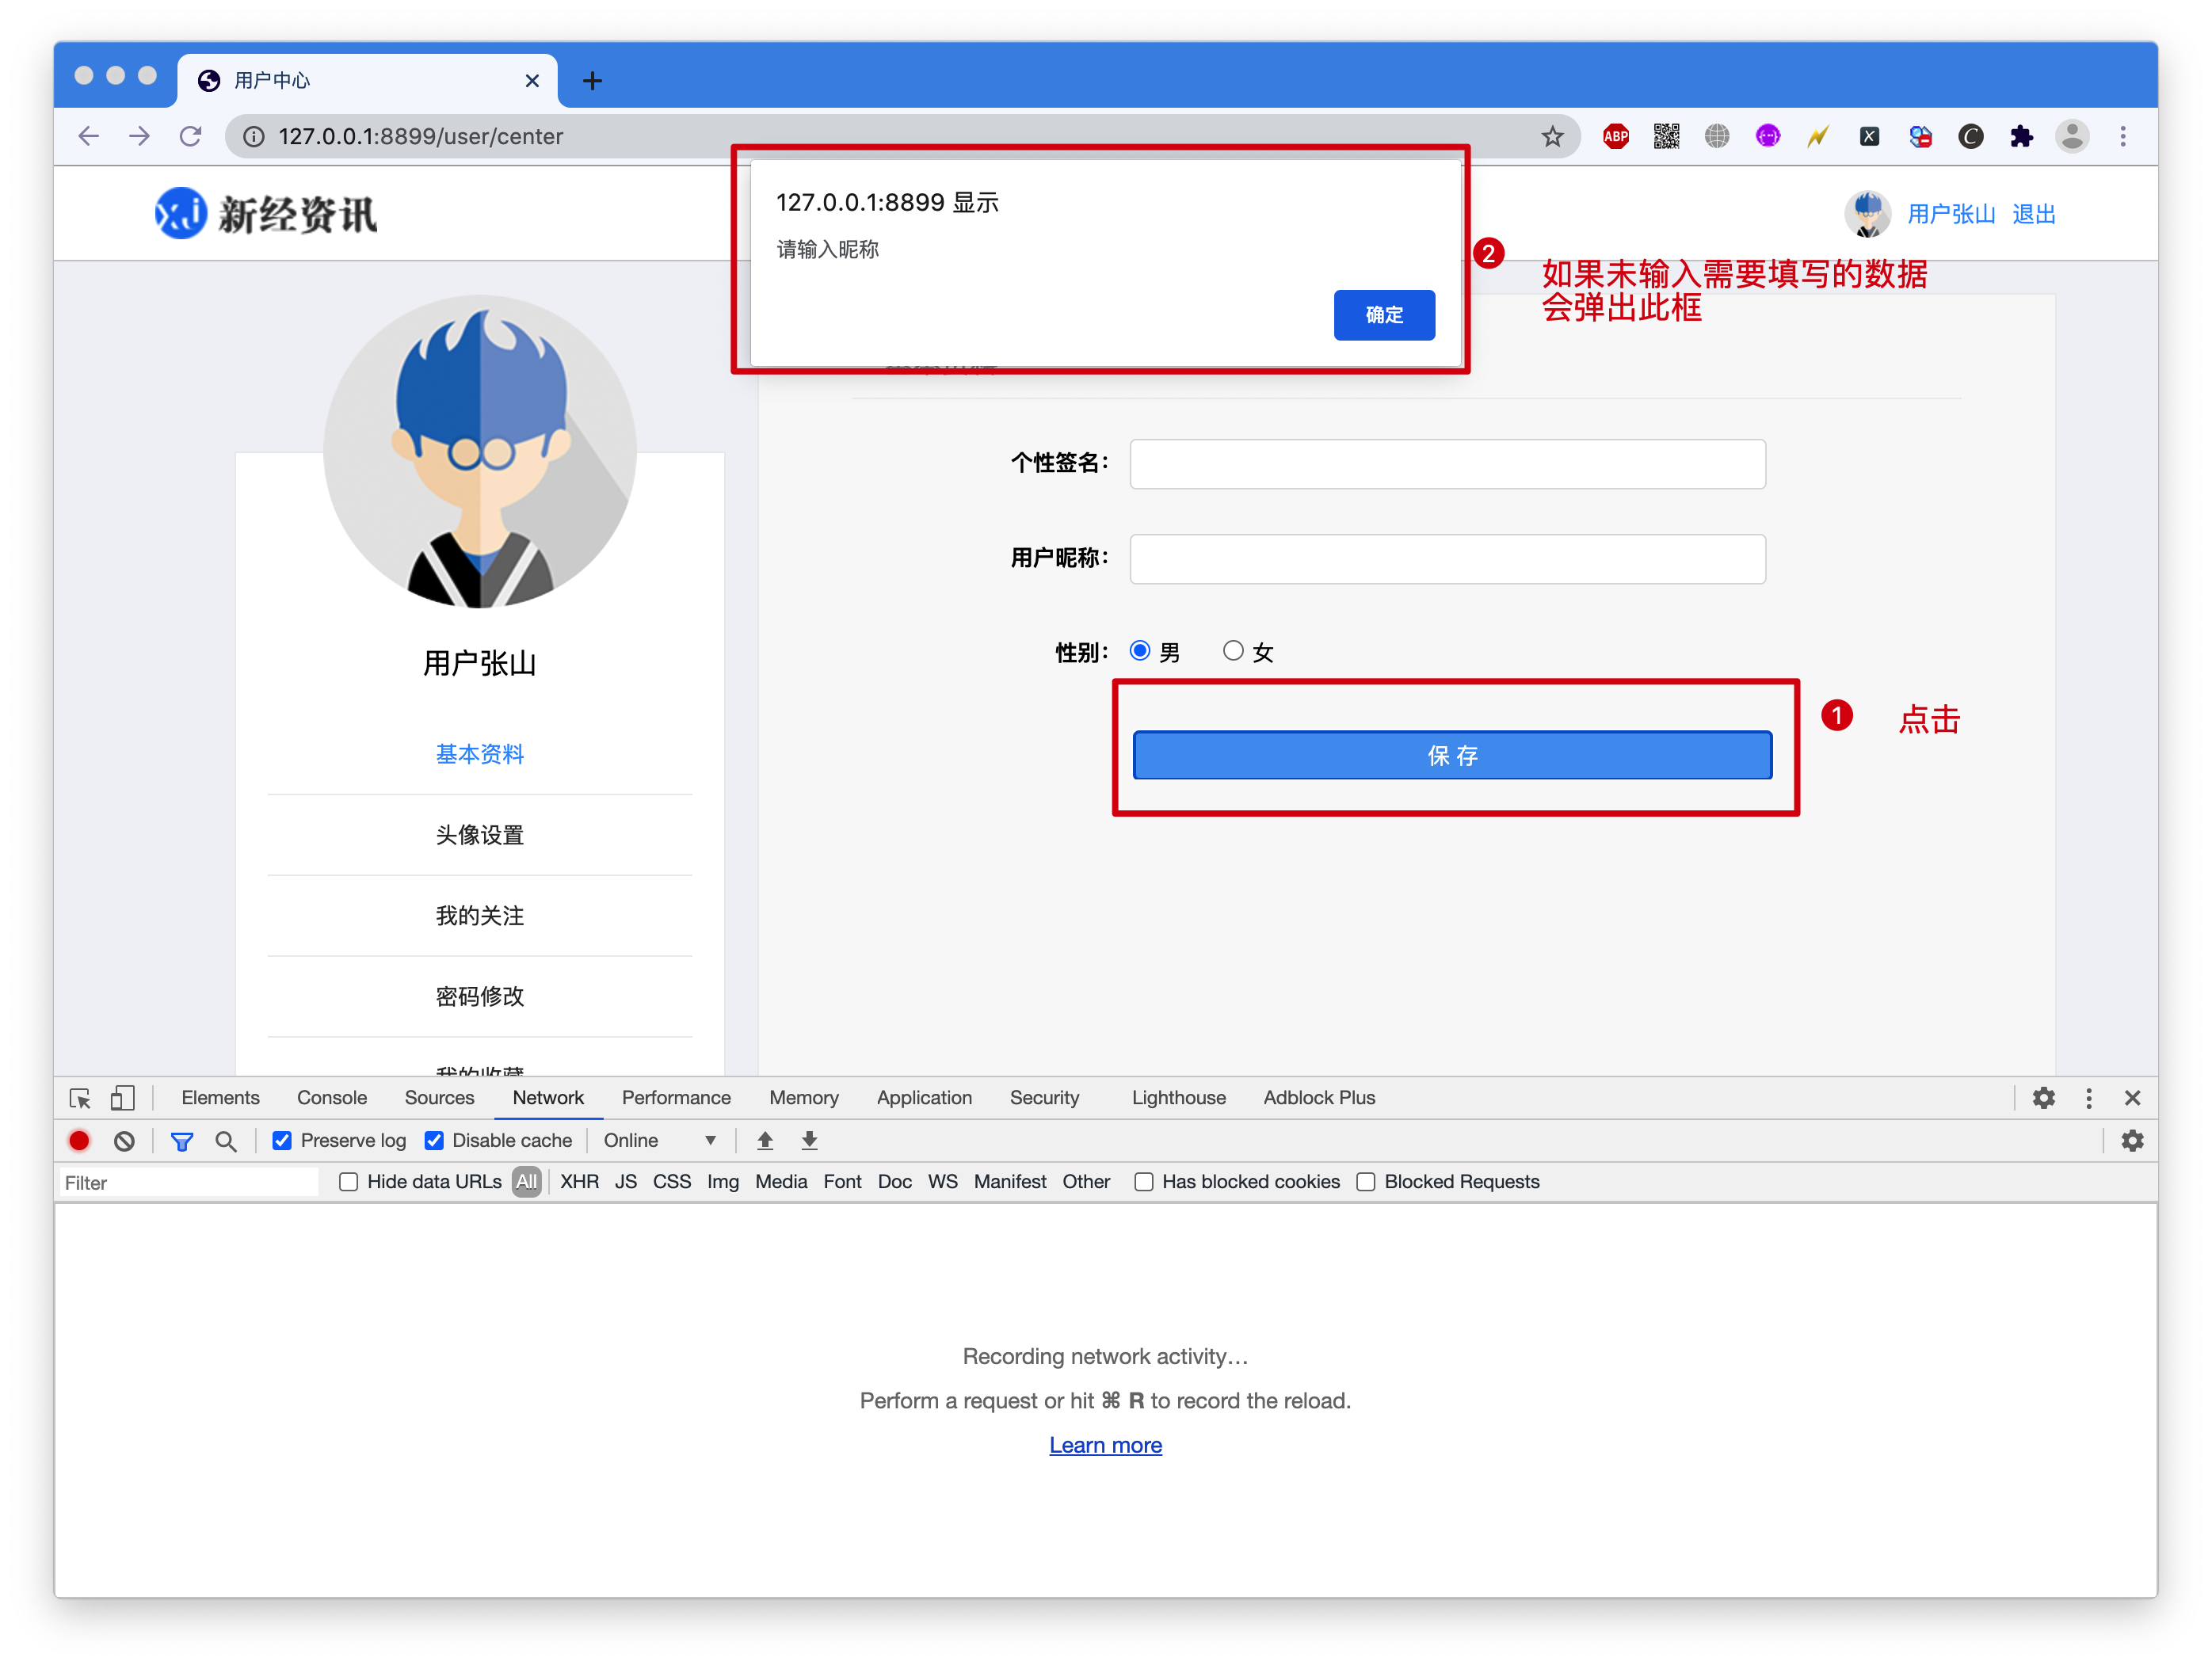 用户中心
127.0.0.1:8899/user/center
ABP
新经资讯
用户张山 退出
127.0.0.1:8899 显示
请输入昵称
确定
2
如果未输入需要填写的数据
会弹出此框
个性签名：
用户昵称：
性别： 男 女
保 存
1 点击
用户张山
基本资料
头像设置
我的关注
密码修改
我的收藏
Elements Console Sources Network Performance Memory Application Security Lighthouse Adblock Plus
Preserve log Disable cache Online
Filter Hide data URLs All XHR JS CSS Img Media Font Doc WS Manifest Other Has blocked cookies Blocked Requests
Recording network activity…
Perform a request or hit ⌘ R to record the reload.
Learn more